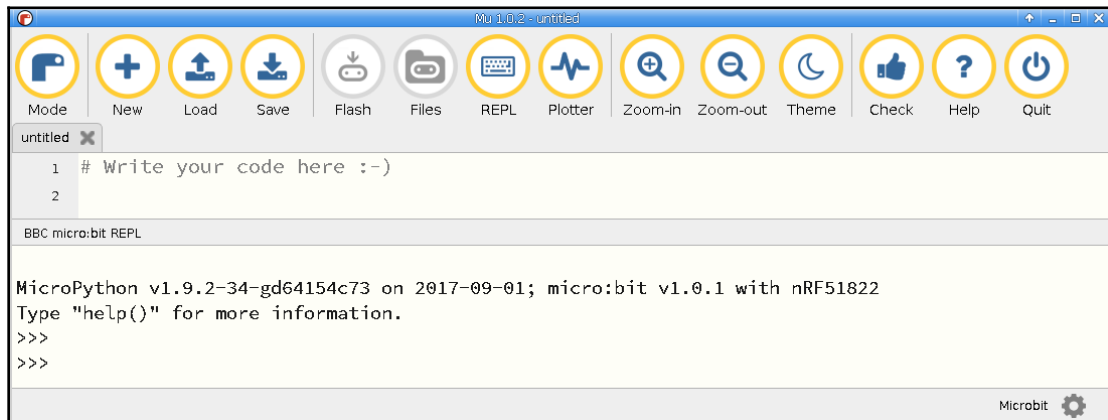 Mu 1.0.2 - untitled
Mode New Load Save Flash Files REPL Plotter Zoom-in Zoom-out Theme Check Help Quit
untitled
1 # Write your code here :-)
2
BBC micro:bit REPL
MicroPython v1.9.2-34-gd64154c73 on 2017-09-01; micro:bit v1.0.1 with nRF51822
Type "help()" for more information.
>>>
>>>
Microbit